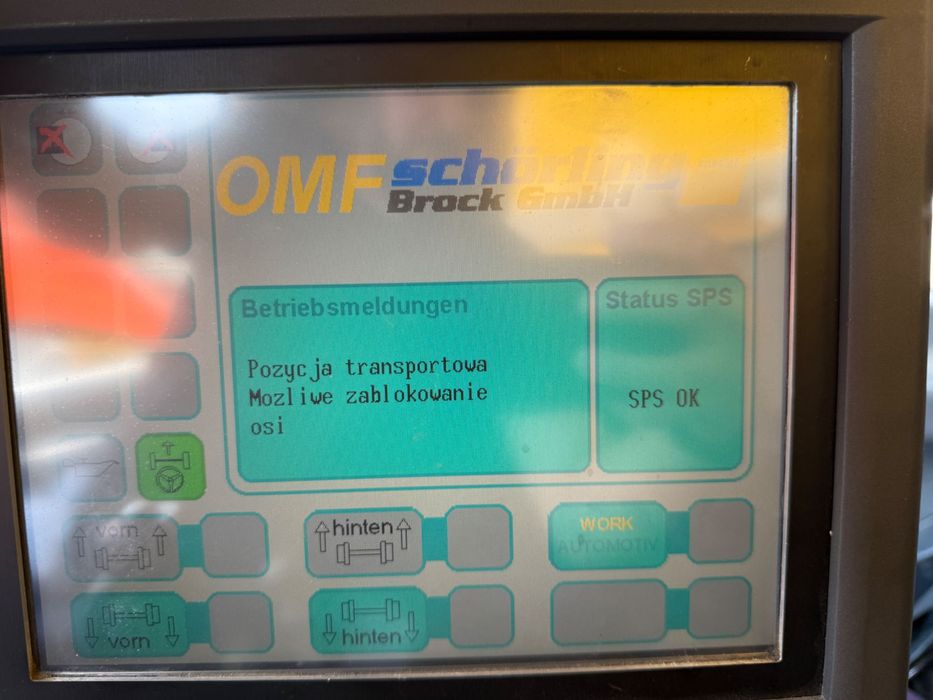 OMF schörling
Brock GmbH
Betriebsmeldungen
Status SPS
Pozycja transportowa
Mozliwe zablokowanie
osi
SPS OK
vorn
hinten
WORK
AUTOMOTIV
vorn
hinten